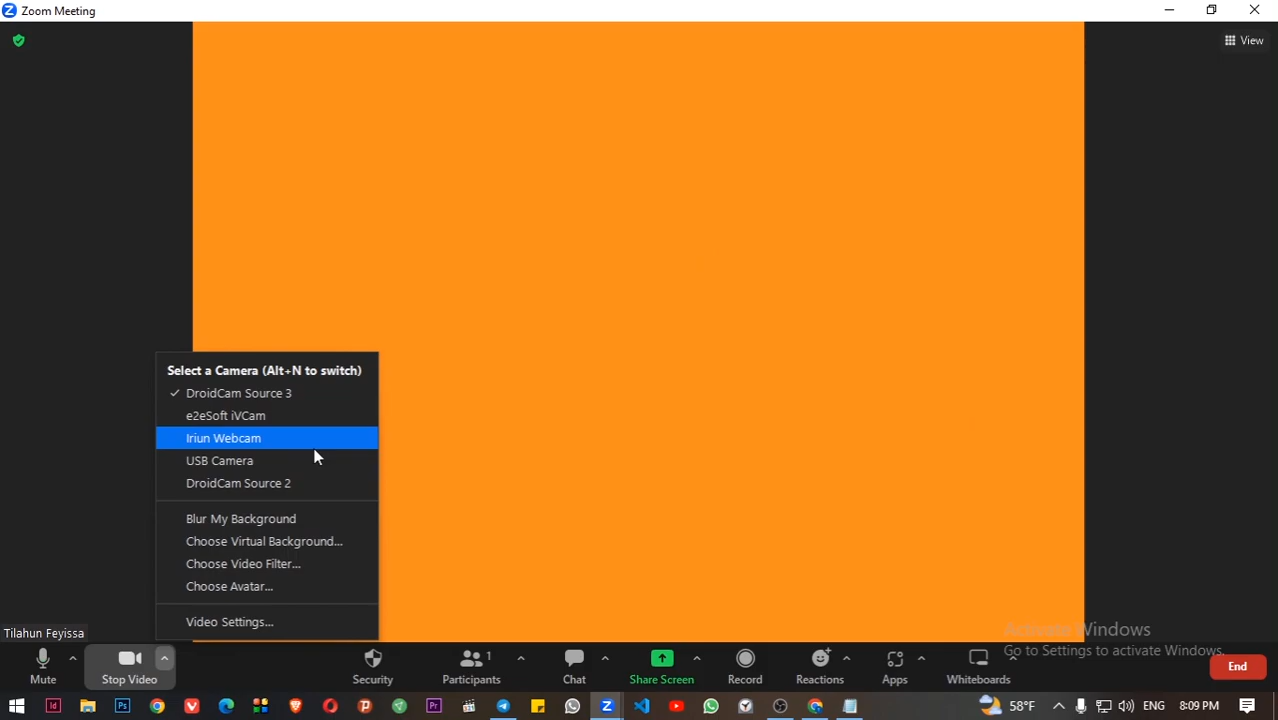 Zoom Meeting
View
Select a Camera (Alt+N to switch)
DroidCam Source 3
e2eSoft iVCam
Iriun Webcam
USB Camera
DroidCam Source 2
Blur My Background
Choose Virtual Background...
Choose Video Filter...
Choose Avatar...
Video Settings...
Tilahun Feyissa
Activate Windows
Go to Settings to activate Windows.
Mute
Stop Video
Security
1
Participants
Chat
Share Screen
Record
Reactions
Apps
Whiteboards
End
58°F
ENG
8:09 PM